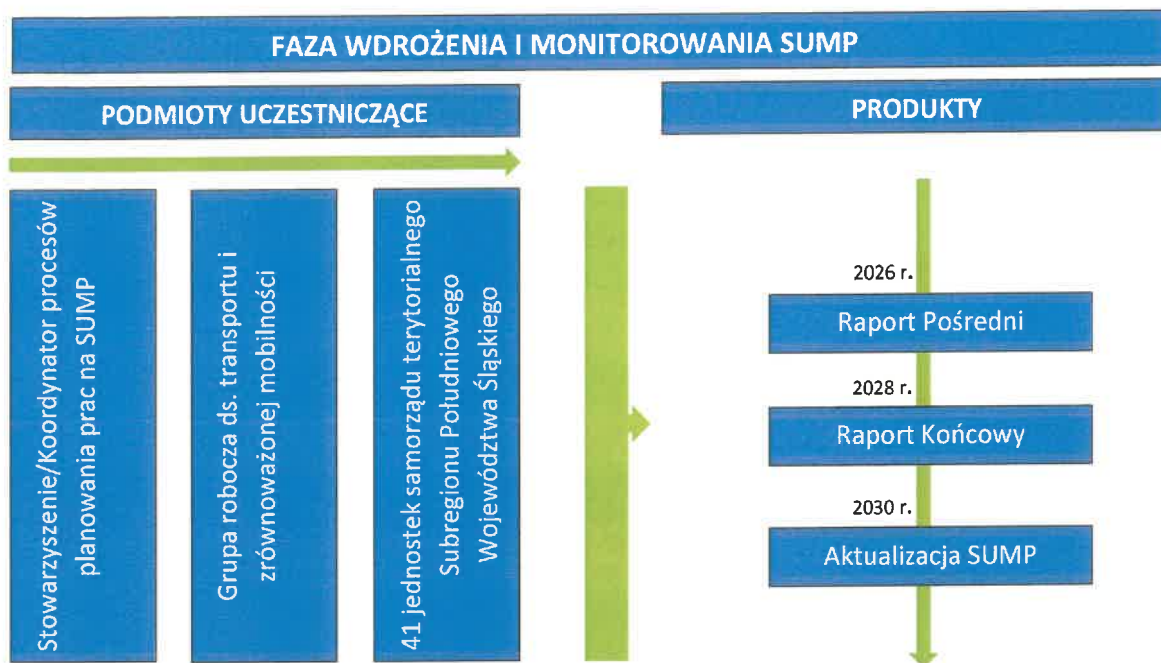 FAZA WDROŻENIA I MONITOROWANIA SUMP
PODMIOTY UCZESTNICZĄCE
Stowarzyszenie/Koordynator procesów
planowania prac na SUMP
Grupa robocza ds. transportu i
zrównoważonej mobilności
41 jednostek samorządu terytorialnego
Subregionu Południowego
Województwa Śląskiego
PRODUKTY
2026 r.
Raport Pośredni
2028 r.
Raport Końcowy
2030 r.
Aktualizacja SUMP